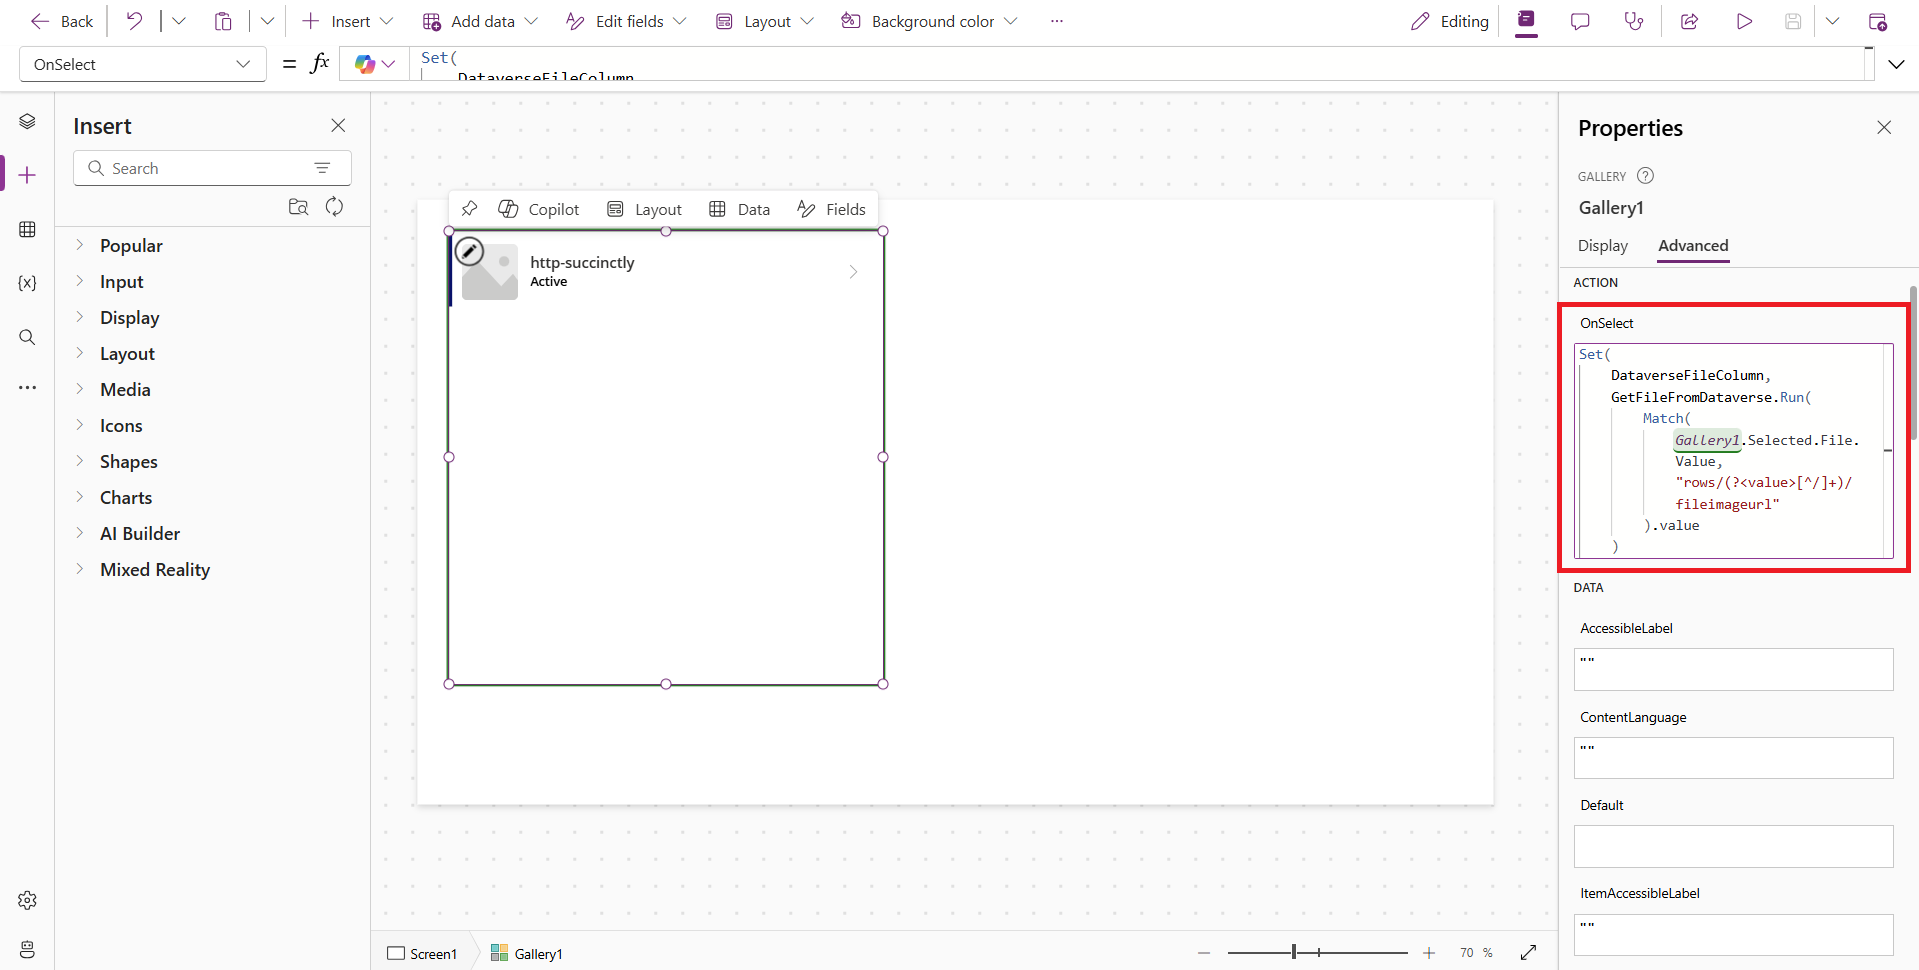 Back
Insert
Add data
Edit fields
Layout
Background color
Editing
OnSelect
=
fx
Set(
DataverseFileColumn
Insert
Search
Popular
Input
Display
Layout
Media
Icons
Shapes
Charts
AI Builder
Mixed Reality
Copilot
Layout
Data
Fields
http-succinctly
Active
Screen1
Gallery1
70 %
Properties
GALLERY
Gallery1
Display
Advanced
ACTION
OnSelect
Set(
DataverseFileColumn,
GetFileFromDataverse.Run(
Match(
Gallery1.Selected.File.
Value,
"rows/(?<value>[^/]+)/
fileimageurl"
).value
)
DATA
AccessibleLabel
""
ContentLanguage
""
Default
ItemAccessibleLabel
""